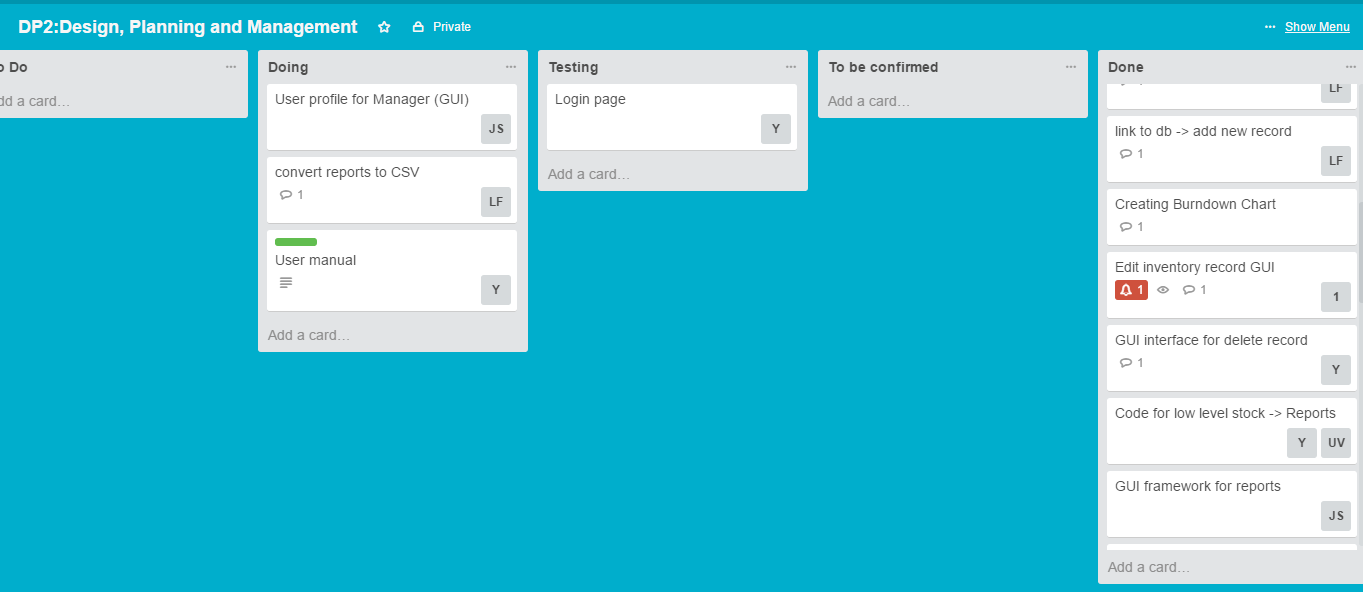 DP2:Design, Planning and Management
Private
Show Menu
o Do
dd a card…
Doing
User profile for Manager (GUI)
JS
convert reports to CSV
1
LF
User manual
Y
Add a card…
Testing
Login page
Y
Add a card…
To be confirmed
Add a card…
Done
LF
link to db -> add new record
1
LF
Creating Burndown Chart
1
Edit inventory record GUI
1 1
1
GUI interface for delete record
1
Y
Code for low level stock -> Reports
Y UV
GUI framework for reports
JS
Add a card…